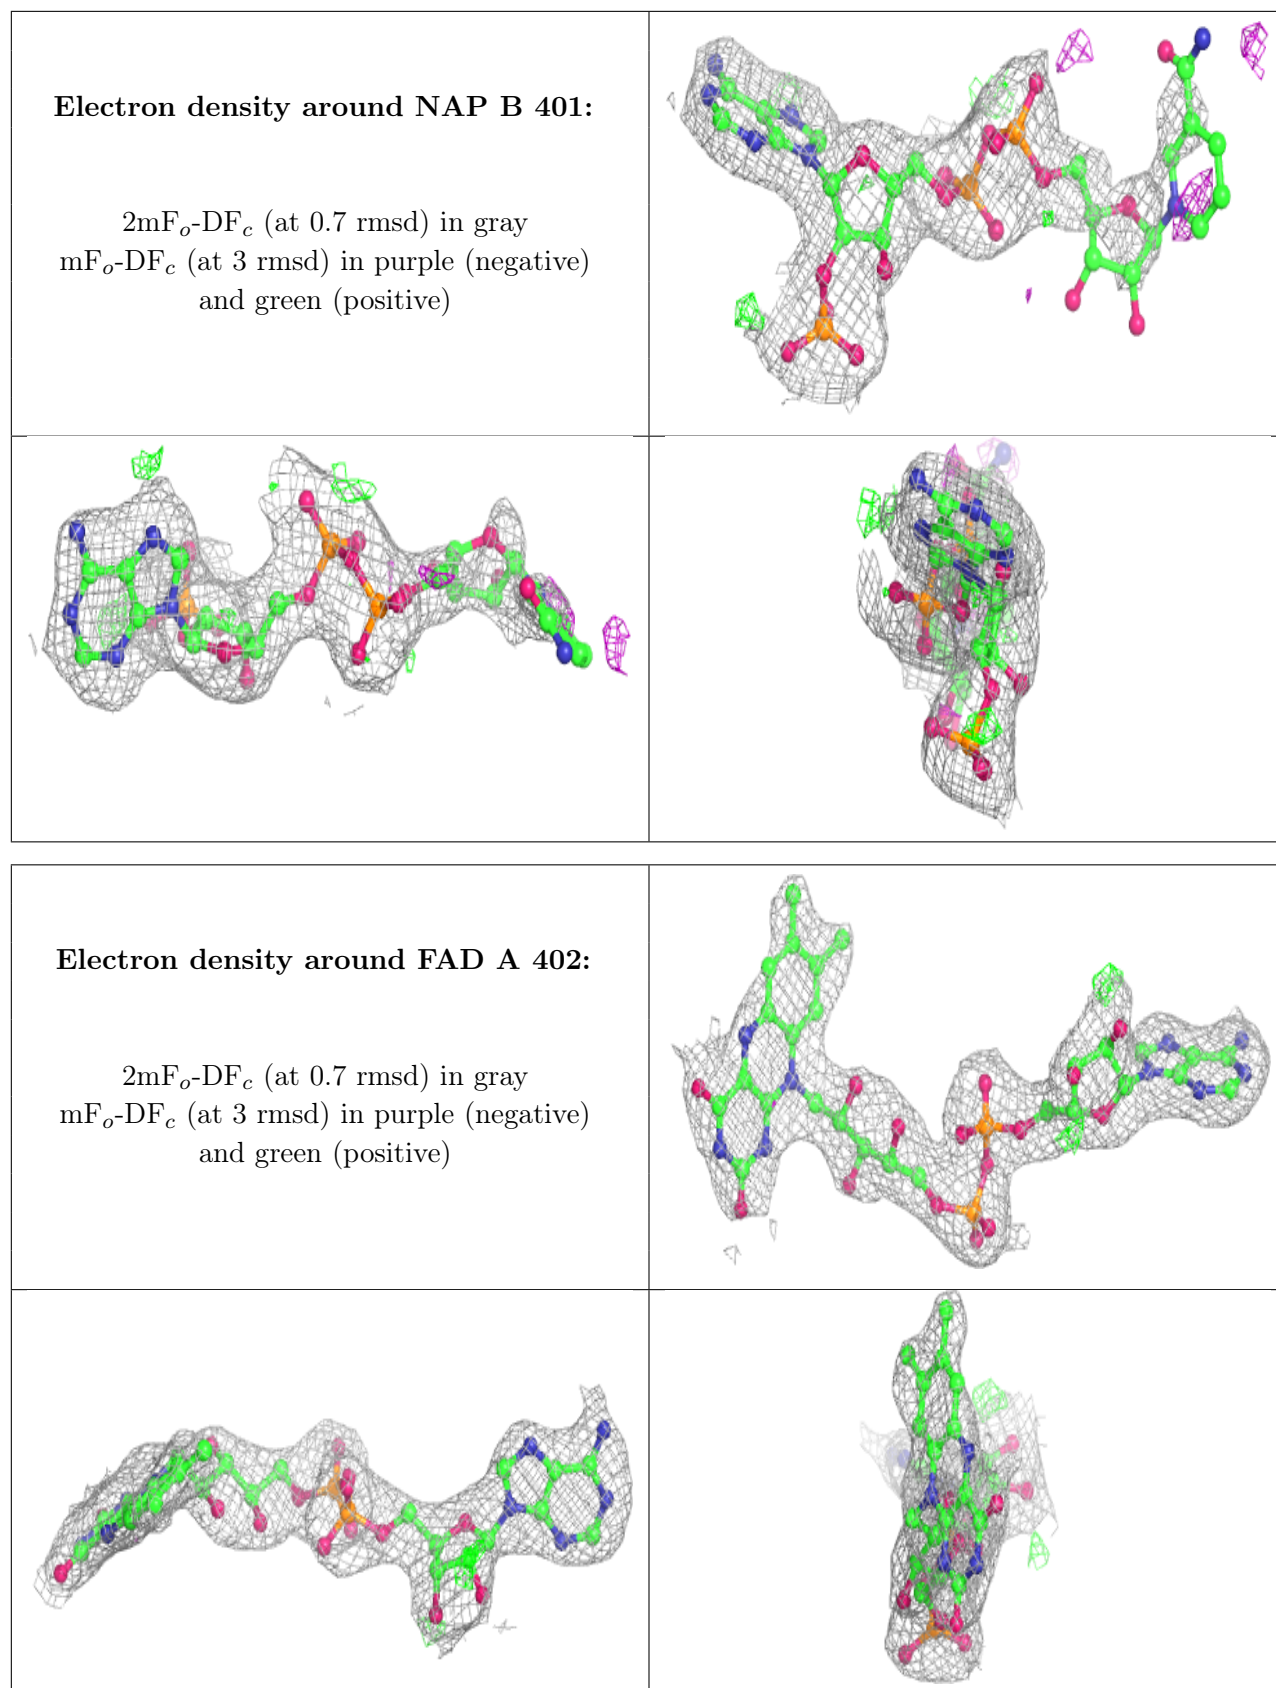 Electron density around NAP B 401:
2mFo-DFc (at 0.7 rmsd) in gray
mFo-DFc (at 3 rmsd) in purple (negative)
and green (positive)
Electron density around FAD A 402:
2mFo-DFc (at 0.7 rmsd) in gray
mFo-DFc (at 3 rmsd) in purple (negative)
and green (positive)